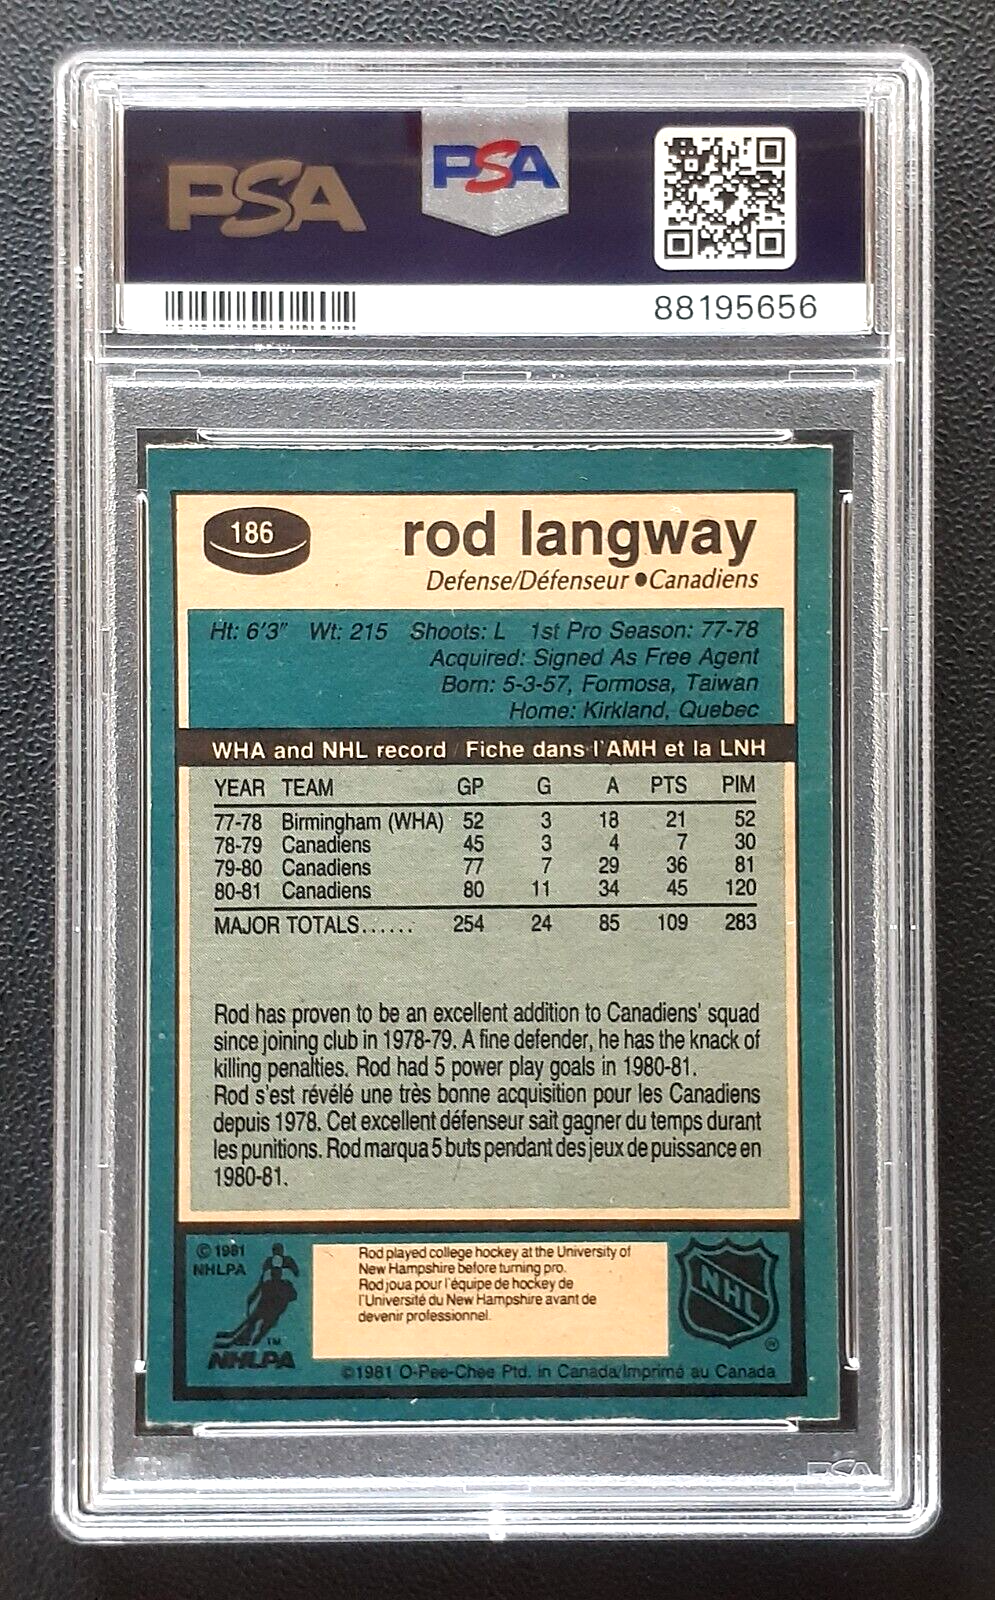 PSA PSA
88195656
186
rod langway
Defense/Défenseur ●Canadiens
Ht: 6'3" Wt: 215 Shoots: L 1st Pro Season: 77-78
Acquired: Signed As Free Agent
Born: 5-3-57, Formosa, Taiwan
Home: Kirkland, Quebec
WHA and NHL record / Fiche dans l'AMH et la LNH
YEAR TEAM GP G A PTS PIM
77-78 Birmingham (WHA) 52 3 18 21 52
78-79 Canadiens 45 3 4 7 30
79-80 Canadiens 77 7 29 36 81
80-81 Canadiens 80 11 34 45 120
MAJOR TOTALS...... 254 24 85 109 283
Rod has proven to be an excellent addition to Canadiens' squad
since joining club in 1978-79. A fine defender, he has the knack of
killing penalties. Rod had 5 power play goals in 1980-81.
Rod s'est révélé une très bonne acquisition pour les Canadiens
depuis 1978. Cet excellent défenseur sait gagner du temps durant
les punitions. Rod marqua 5 buts pendant des jeux de puissance en
1980-81.
© 1981
NHLPA
TM
NHLPA
Rod played college hockey at the University of
New Hampshire before turning pro.
Rod joua pour l'équipe de hockey de
l'Université du New Hampshire avant de
devenir professionnel.
NHL
®
©1981 O-Pee-Chee Ptd. in Canada/Imprimé au Canada
PSA